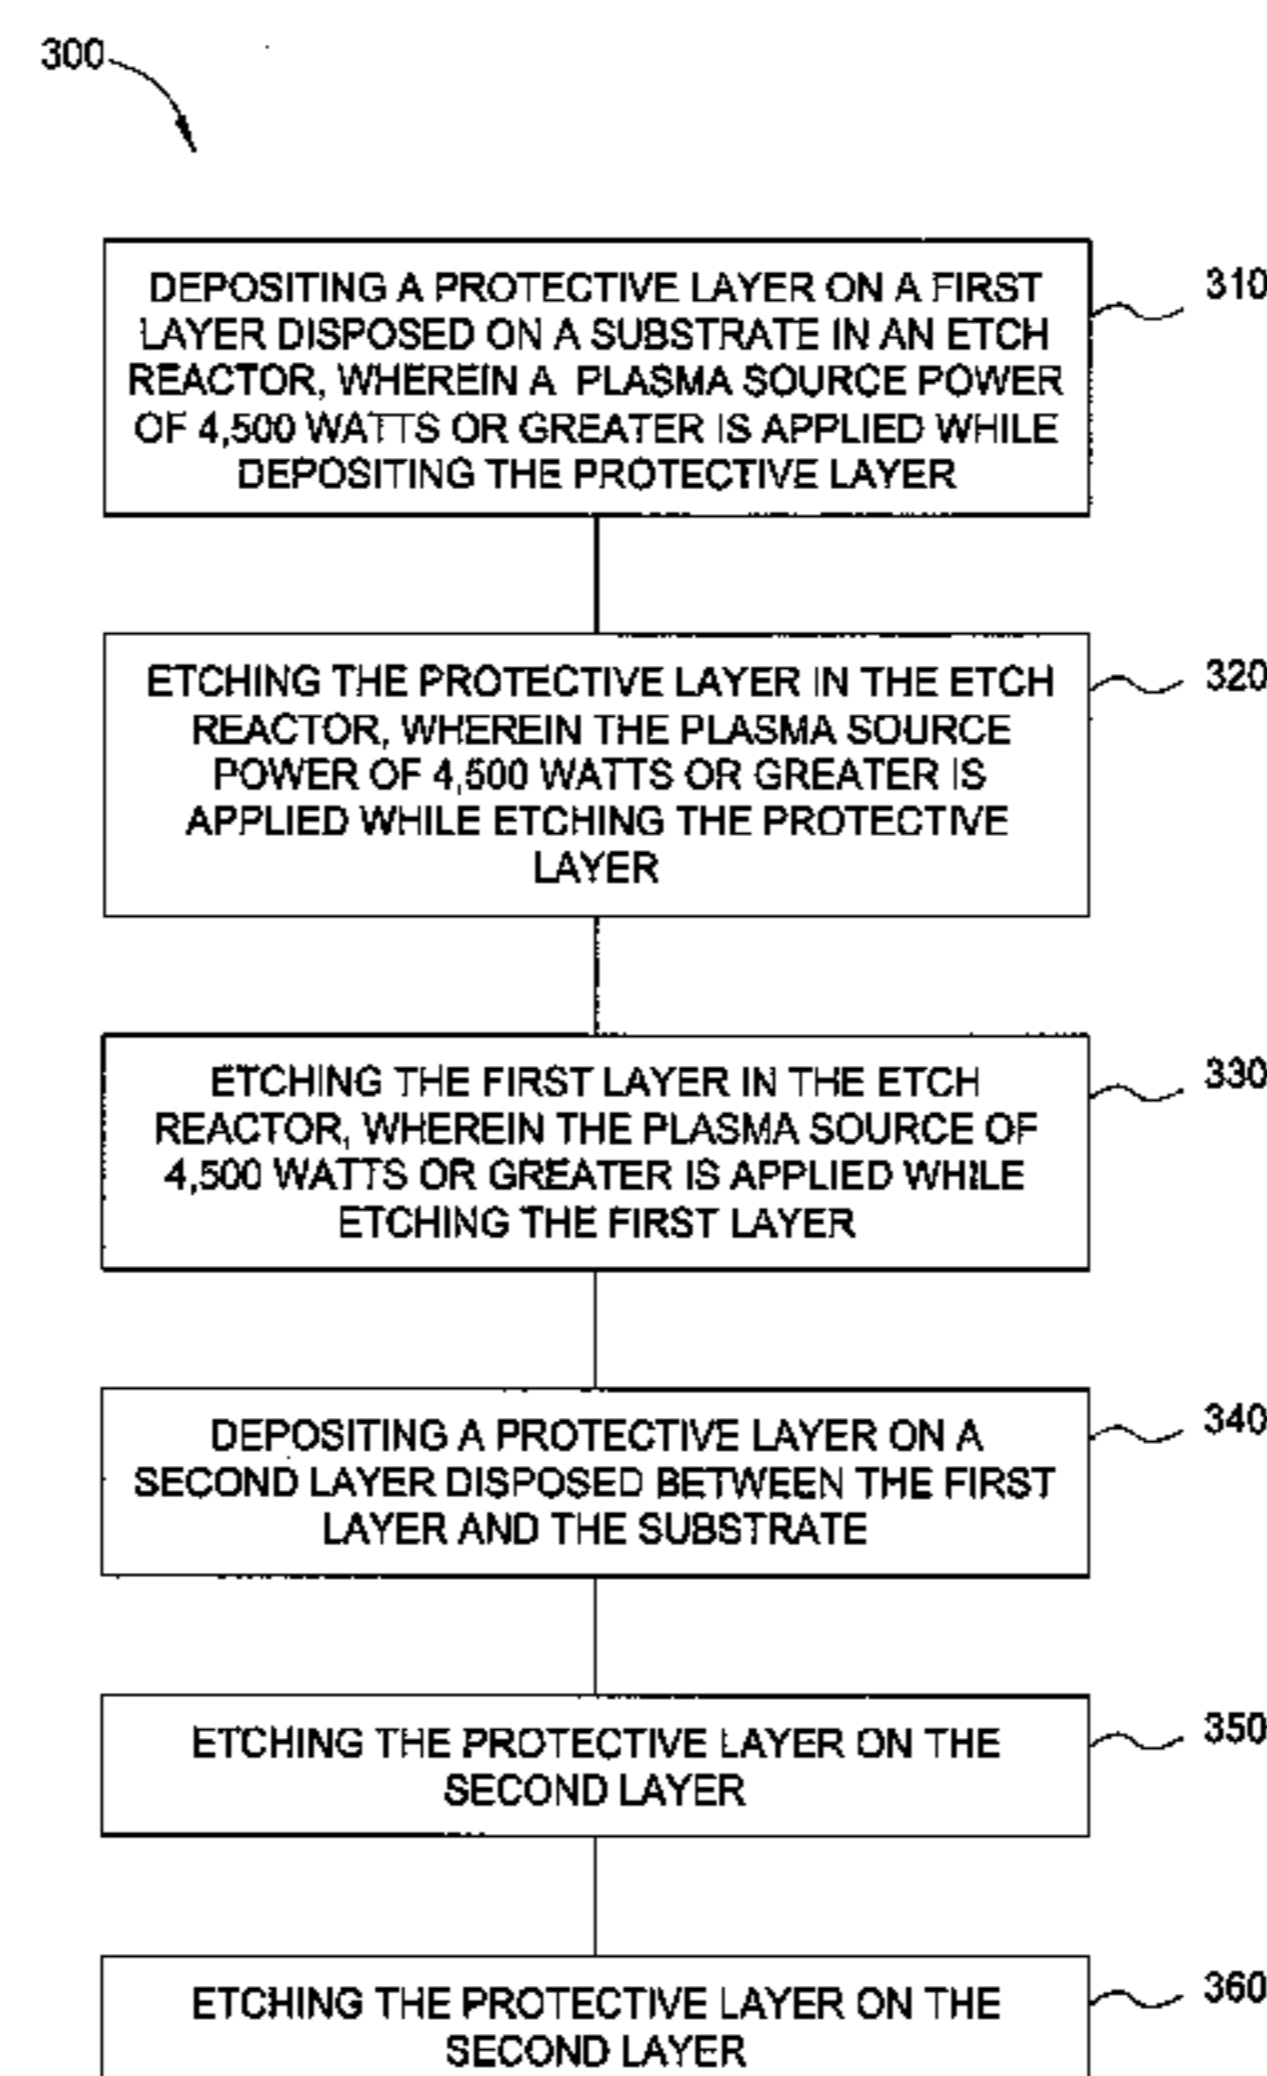 300
DEPOSITING A PROTECTIVE LAYER ON A FIRST
LAYER DISPOSED ON A SUBSTRATE IN AN ETCH
REACTOR, WHEREIN A PLASMA SOURCE POWER
OF 4,500 WATTS OR GREATER IS APPLIED WHILE
DEPOSITING THE PROTECTIVE LAYER
310
ETCHING THE PROTECTIVE LAYER IN THE ETCH
REACTOR, WHEREIN THE PLASMA SOURCE
POWER OF 4,500 WATTS OR GREATER IS
APPLIED WHILE ETCHING THE PROTECTIVE
LAYER
320
ETCHING THE FIRST LAYER IN THE ETCH
REACTOR, WHEREIN THE PLASMA SOURCE OF
4,500 WATTS OR GREATER IS APPLIED WHILE
ETCHING THE FIRST LAYER
330
DEPOSITING A PROTECTIVE LAYER ON A
SECOND LAYER DISPOSED BETWEEN THE FIRST
LAYER AND THE SUBSTRATE
340
ETCHING THE PROTECTIVE LAYER ON THE
SECOND LAYER
350
ETCHING THE PROTECTIVE LAYER ON THE
SECOND LAYER
360